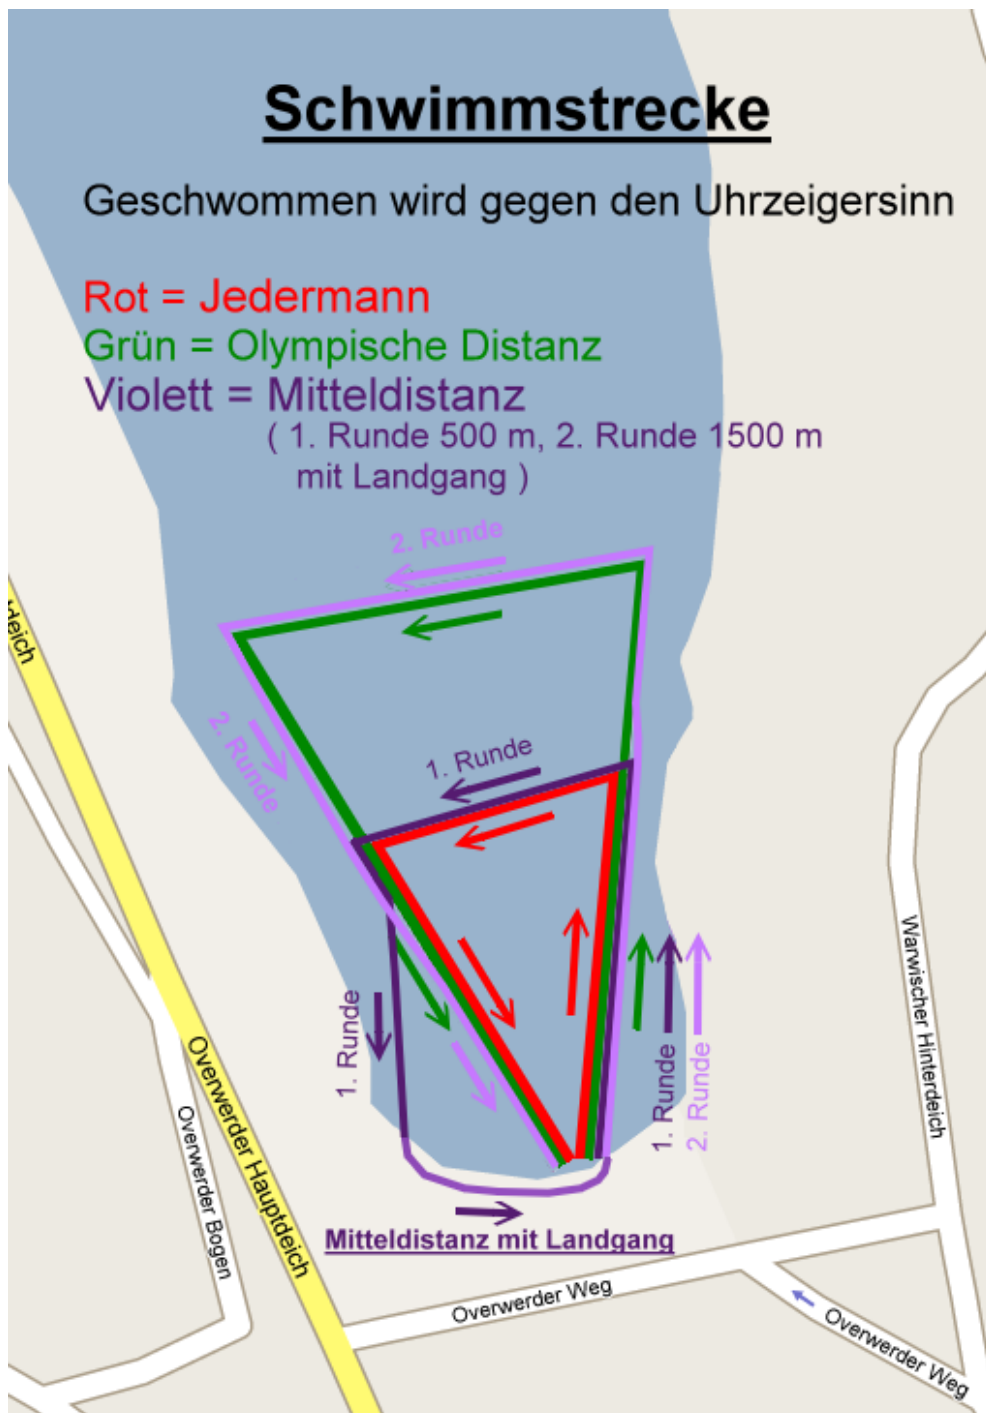 Schwimmstrecke
Geschwommen wird gegen den Uhrzeigersinn
Rot = Jedermann
Grün = Olympische Distanz
Violett = Mitteldistanz
( 1. Runde 500 m, 2. Runde 1500 m
mit Landgang )
2. Runde
2. Runde
1. Runde
1. Runde
1. Runde
2. Runde
Mitteldistanz mit Landgang
deich
Overwerder Hauptdeich
Overwerder Bogen
Warwischer Hinterdeich
Overwerder Weg
Overwerder Weg